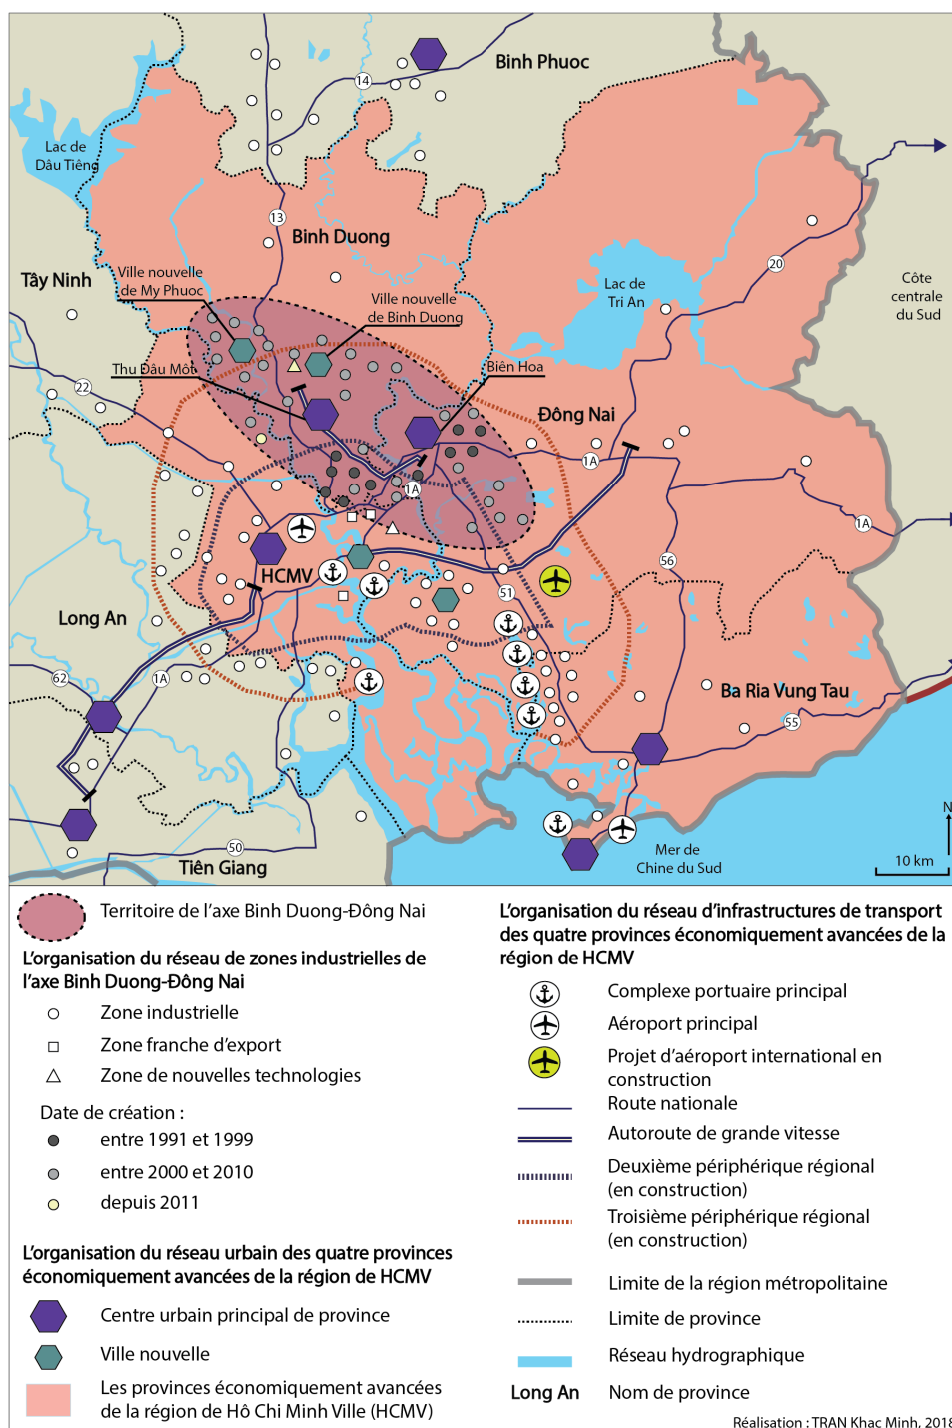 Binh Phuoc
14
Lac de
Dâu Tiêng
13
Binh Duong
20
Tây Ninh
Ville nouvelle
de My Phuoc
Ville nouvelle
de Binh Duong
Lac de
Tri An
Côte
centrale
du Sud
Thu Dâu Môt
Biên Hoa
22
Đông Nai
1A
1A
1A
HCMV
56
51
Long An
62
1A
Ba Ria Vung Tau
55
N
50
Tiên Giang
Mer de
Chine du Sud
10 km
Territoire de l'axe Binh Duong-Đông Nai
L'organisation du réseau de zones industrielles de
l'axe Binh Duong-Đông Nai
Zone industrielle
Zone franche d'export
Zone de nouvelles technologies
Date de création :
entre 1991 et 1999
entre 2000 et 2010
depuis 2011
L'organisation du réseau urbain des quatre provinces
économiquement avancées de la région de HCMV
Centre urbain principal de province
Ville nouvelle
Les provinces économiquement avancées
de la région de Hô Chi Minh Ville (HCMV)
L'organisation du réseau d'infrastructures de transport
des quatre provinces économiquement avancées de la
région de HCMV
Complexe portuaire principal
Aéroport principal
Projet d'aéroport international en
construction
Route nationale
Autoroute de grande vitesse
Deuxième périphérique régional
(en construction)
Troisième périphérique régional
(en construction)
Limite de la région métropolitaine
Limite de province
Réseau hydrographique
Long An Nom de province
Réalisation : TRAN Khac Minh, 2018